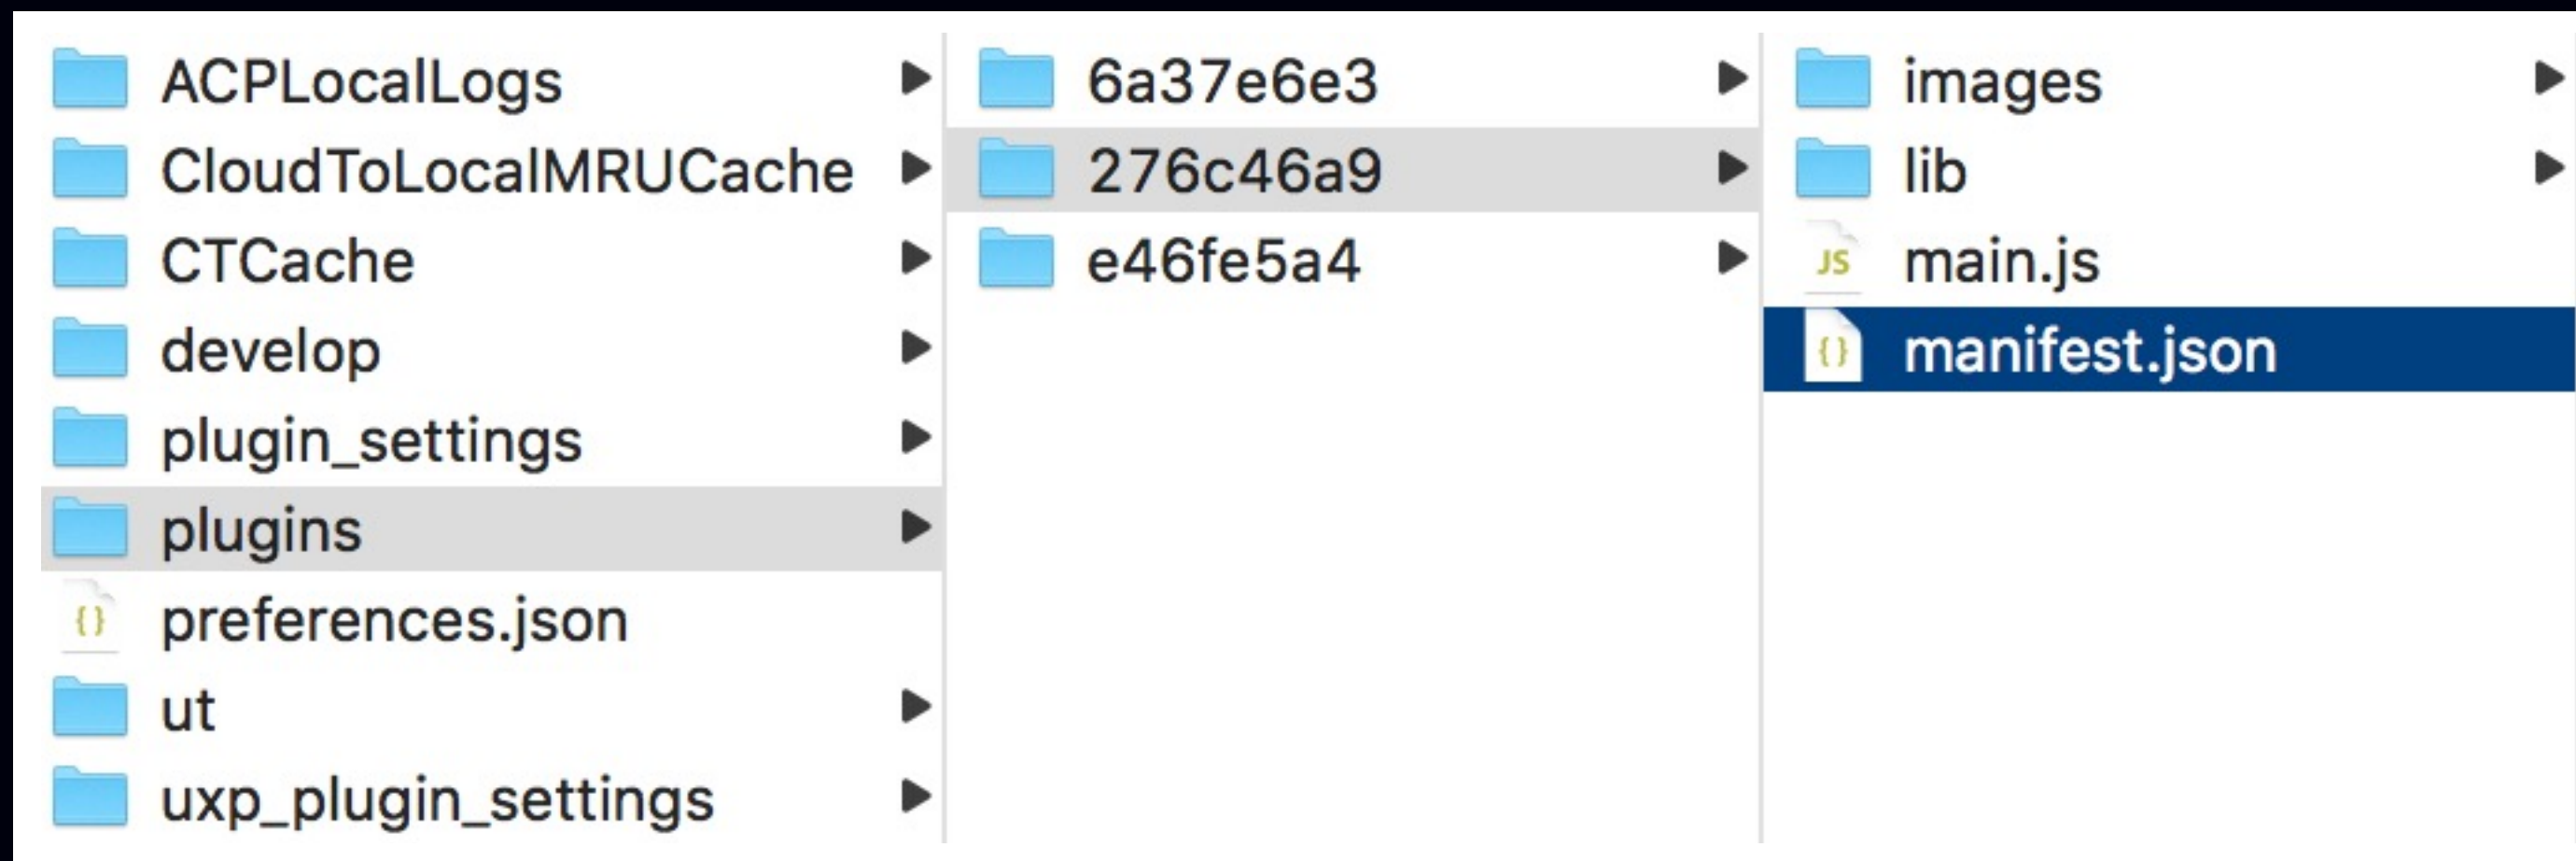 ACPLocalLogs
CloudToLocalMRUCache
CTCache
develop
plugin_settings
plugins
{ } preferences.json
ut
uxp_plugin_settings
6a37e6e3
276c46a9
e46fe5a4
images
lib
JS main.js
{ } manifest.json